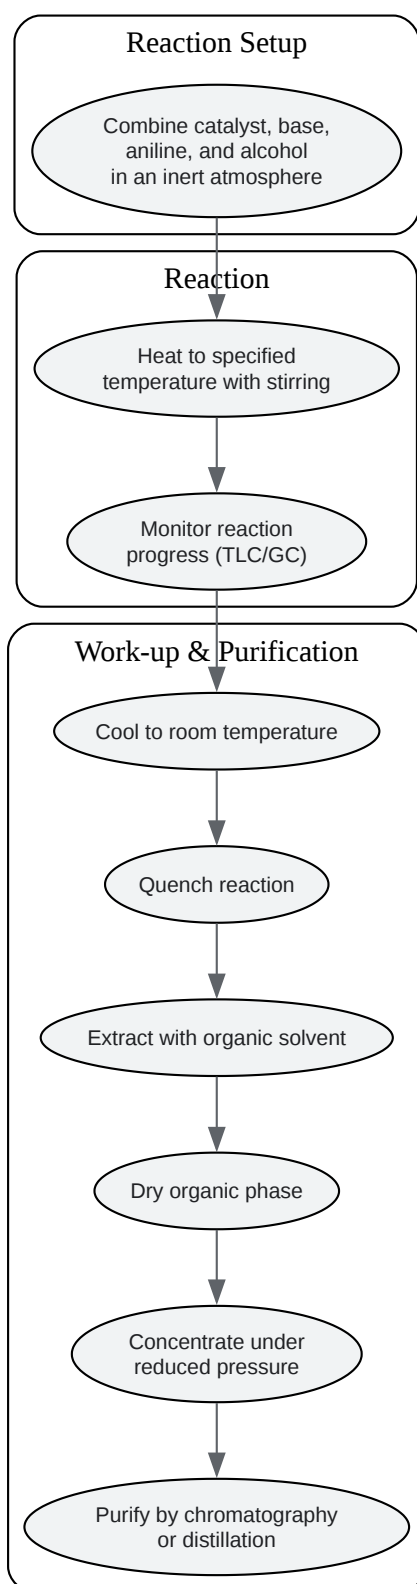 Reaction Setup
Combine catalyst, base,
aniline, and alcohol
in an inert atmosphere
Reaction
Heat to specified
temperature with stirring
Monitor reaction
progress (TLC/GC)
Work-up & Purification
Cool to room temperature
Quench reaction
Extract with organic solvent
Dry organic phase
Concentrate under
reduced pressure
Purify by chromatography
or distillation